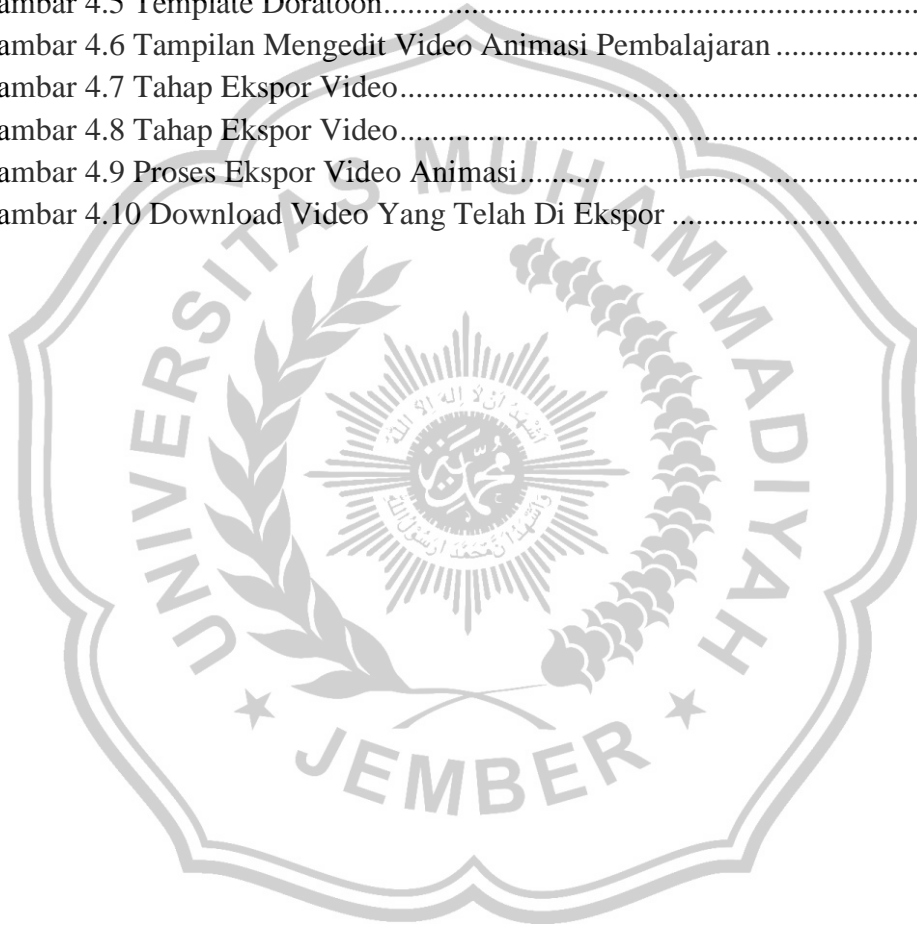 ambar 4.5 Template Doratoon
ambar 4.6 Tampilan Mengedit Video Animasi Pembalajaran
ambar 4.7 Tahap Ekspor Video
ambar 4.8 Tahap Ekspor Video
ambar 4.9 Proses Ekspor Video Animasi
ambar 4.10 Download Video Yang Telah Di Ekspor
UNIVERSITAS MUHAMMADIYAH
JEMBER